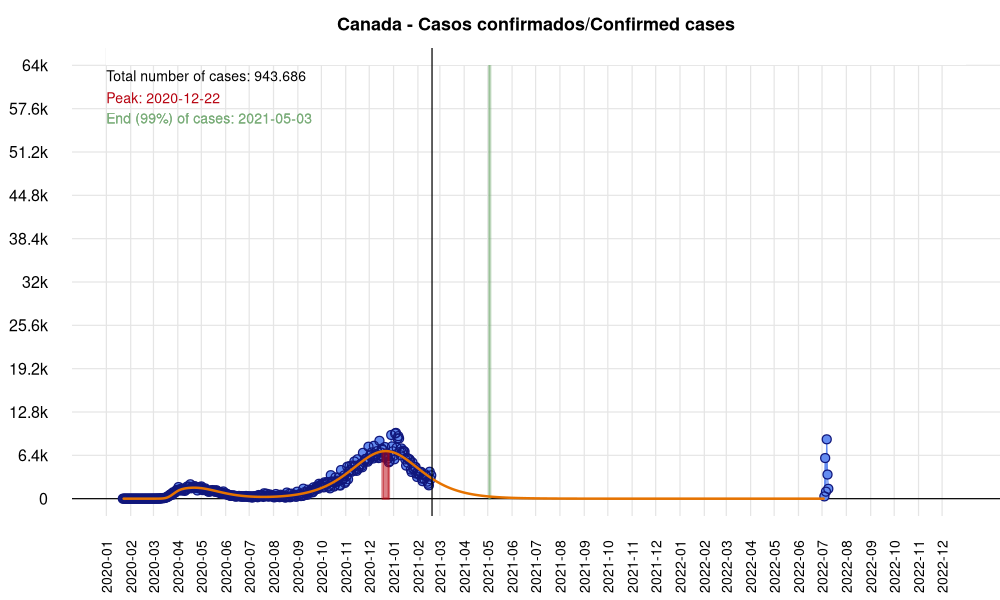 Canada - Casos confirmados/Confirmed cases
64k
Total number of cases: 943.686
Peak: 2020-12-22
57.6k
End (99%) of cases: 2021-05-03
51.2k
44.8k
38.4k
32k
25.6k
19.2k
12.8k
6.4k
0
2020-01
2020-02
2020-03
2020-04
2020-05
2020-06
2020-07
2020-08
2020-09
2020-10
2020-11
2020-12
2021-01
2021-02
2021-03
2021-04
2021-05
2021-06
2021-07
2021-08
2021-09
2021-10
2021-11
2021-12
2022-01
2022-02
2022-03
2022-04
2022-05
2022-06
2022-07
2022-08
2022-09
2022-10
2022-11
2022-12